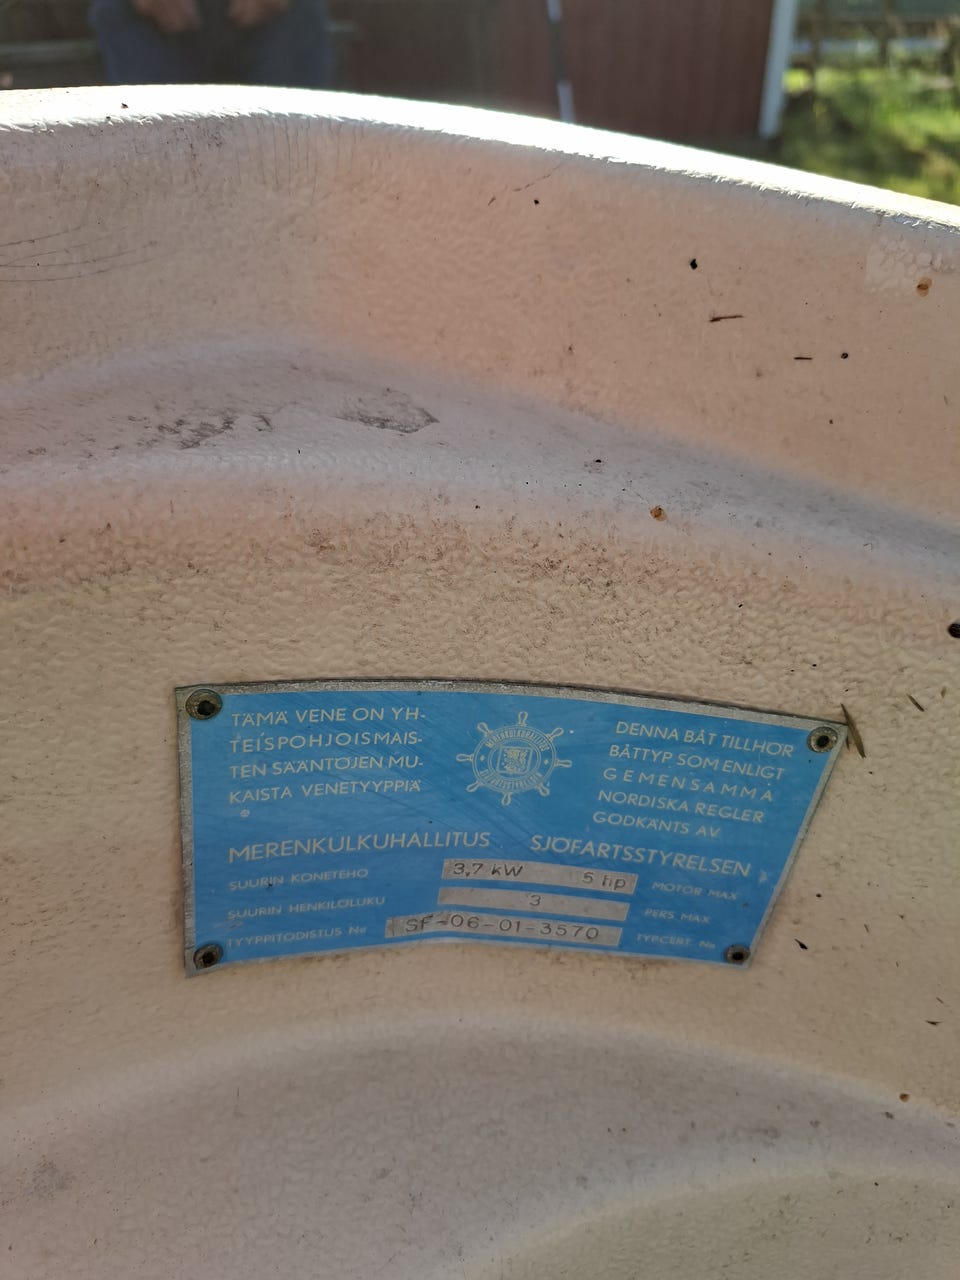 TÄMÄ VENE ON YH-
TEISPOHJOISMAIS-
TEN SÄÄNTÖJEN MU-
KAISTA VENETYYPPIÄ
MERENKULKUHALLITUS
DENNA BÅT TILLHÖR
BÅTTYP SOM ENLIGT
GEMENSAMMA
NORDISKA REGLER
GODKÄNTS AV
MERENKULKUHALLITUS SJÖFARTSSTYRELSEN
SUURIN KONETEHO 3,7 kW 5 hp MOTOR MAX
SUURIN HENKILÖLUKU 3 PERS MAX
TYYPPITODISTUS No SF-06-01-3570 TYPCERT. No